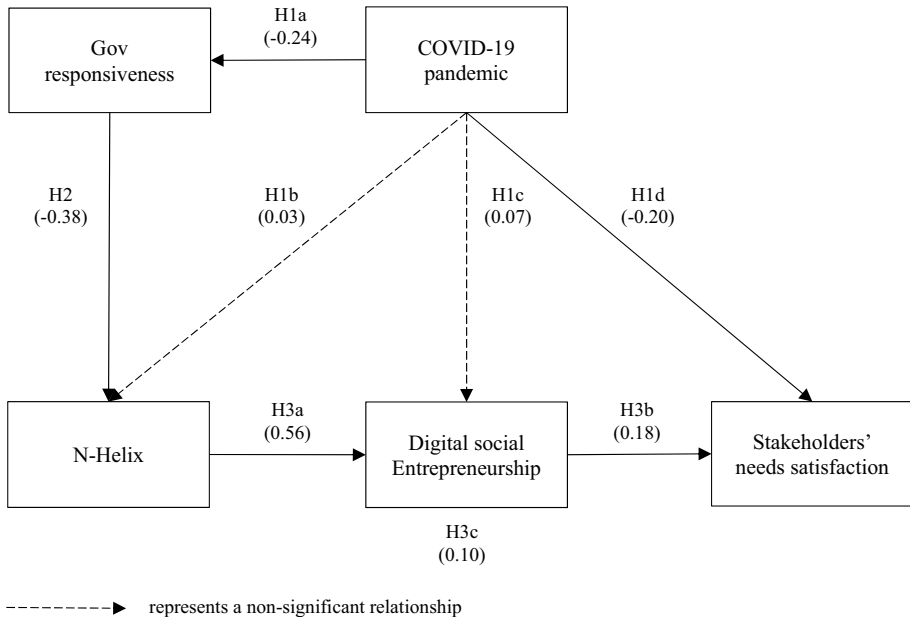 H1a
(-0.24)
Gov
responsiveness
COVID-19
pandemic
H2
(-0.38)
H1b
(0.03)
H1c
(0.07)
H1d
(-0.20)
N-Helix
H3a
(0.56)
Digital social
Entrepreneurship
H3b
(0.18)
Stakeholders'
needs satisfaction
H3c
(0.10)
represents a non-significant relationship